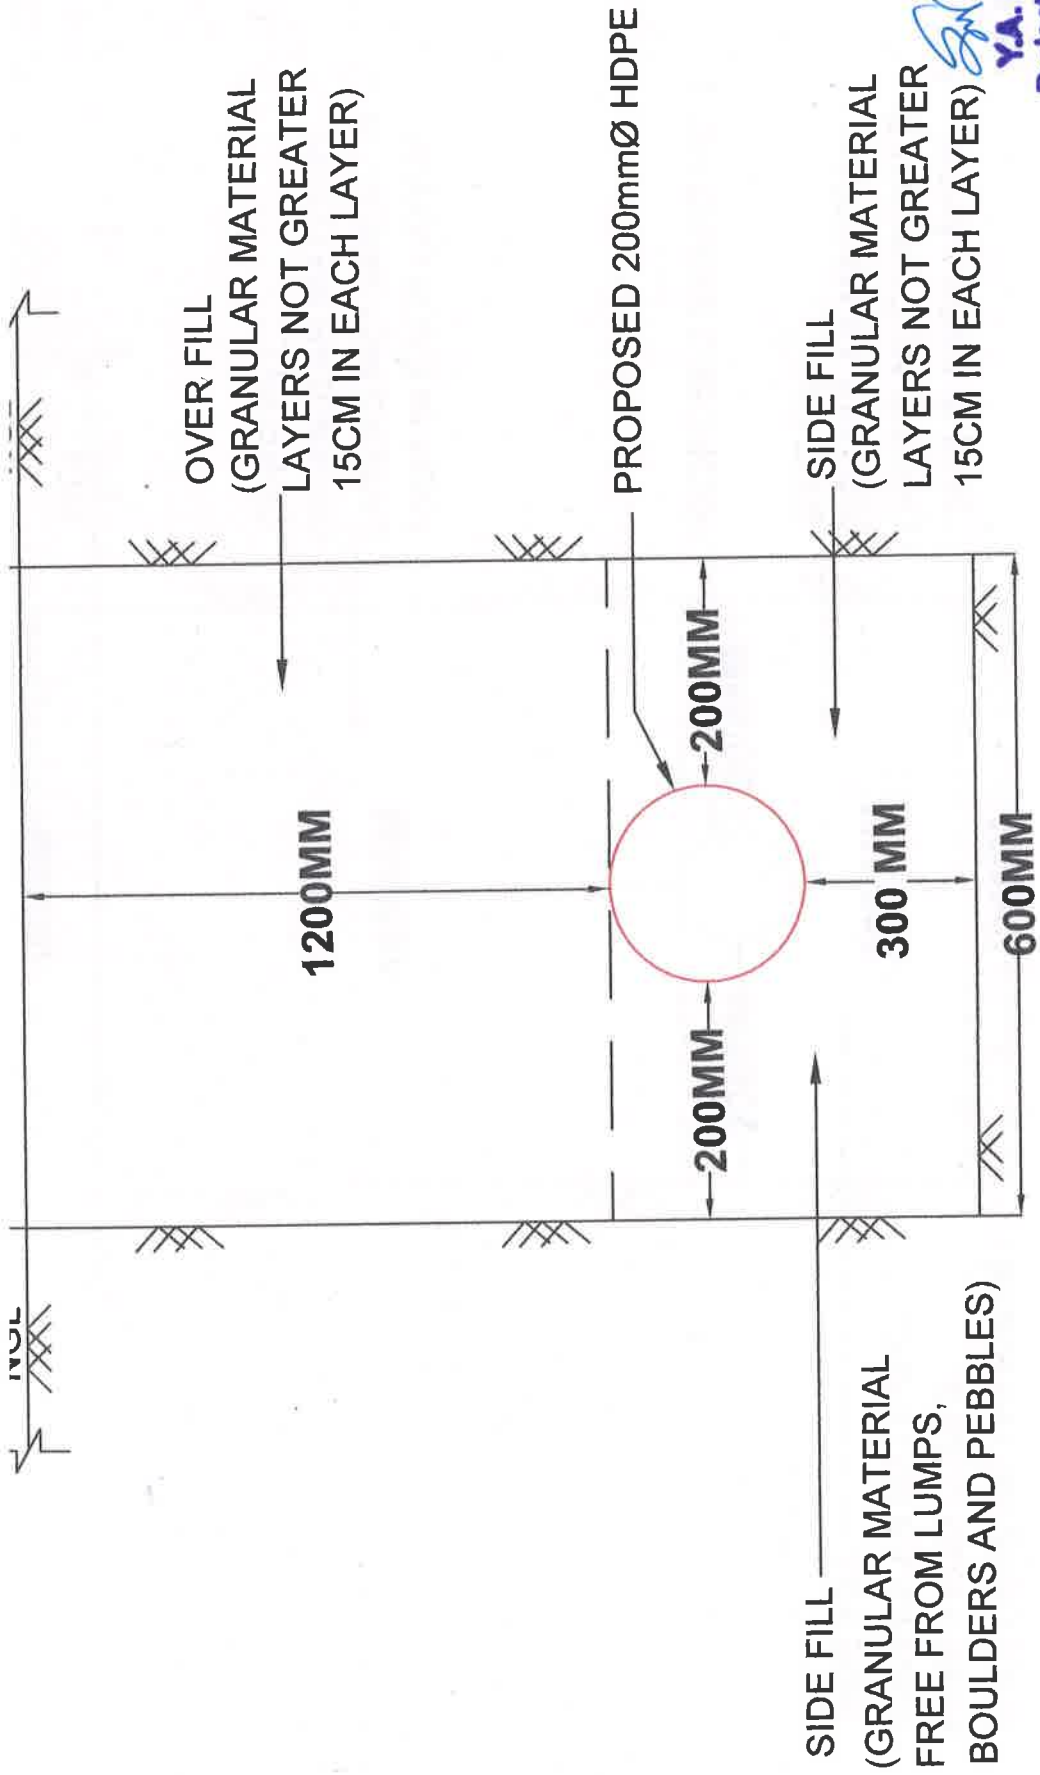 NGL
OVER FILL
(GRANULAR MATERIAL
LAYERS NOT GREATER
15CM IN EACH LAYER)
1200MM
PROPOSED 200mmØ HDPE
200MM
200MM
SIDE FILL
(GRANULAR MATERIAL
LAYERS NOT GREATER
15CM IN EACH LAYER)
300 MM
600MM
SIDE FILL
(GRANULAR MATERIAL
FREE FROM LUMPS,
BOULDERS AND PEBBLES)
Y.A.